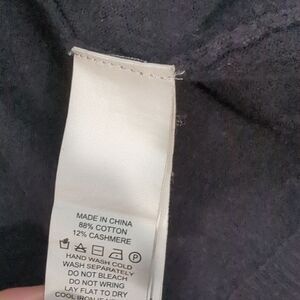 MADE IN CHINA
88% COTTON
12% CASHMERE
P
HAND WASH COLD
WASH SEPARATELY
DO NOT BLEACH
DO NOT WRING
LAY FLAT TO DRY
COOL IRON